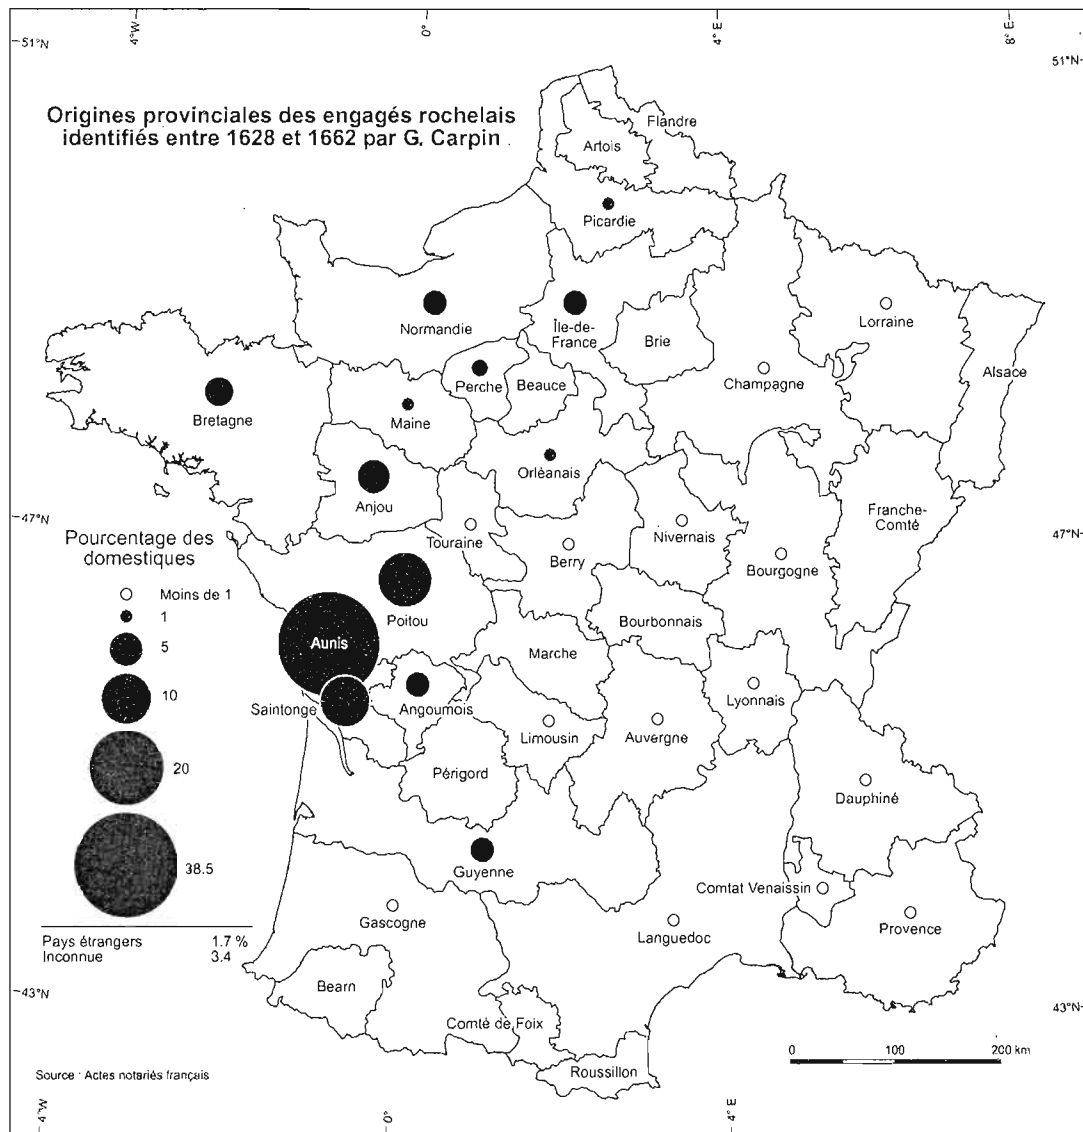 4°W
0°
4°E
8°E
51°N
51°N
Origines provinciales des engagés rochelais
identifiés entre 1628 et 1662 par G. Carpin
Flandre
Artois
Picardie
Normandie
Île-de-
France
Brie
Lorraine
Alsace
Champagne
Perche
Beauce
Bretagne
Maine
Orléanais
Anjou
Franche-
Comté
47°N
47°N
Touraine
Nivernais
Berry
Bourgogne
Pourcentage des
domestiques
Moins de 1
1
5
10
20
38.5
Pays étrangers 1.7 %
Inconnue 3.4
Poitou
Bourbonnais
Aunis
Marche
Saintonge
Angoumois
Limousin
Auvergne
Lyonnais
Périgord
Dauphiné
Guyenne
Comtat Venaissin
Gascogne
Languedoc
Provence
Bearn
43°N
43°N
Comté de Foix
Roussillon
0 100 200 km
Source : Actes notariés français
4°W
0°
4°E